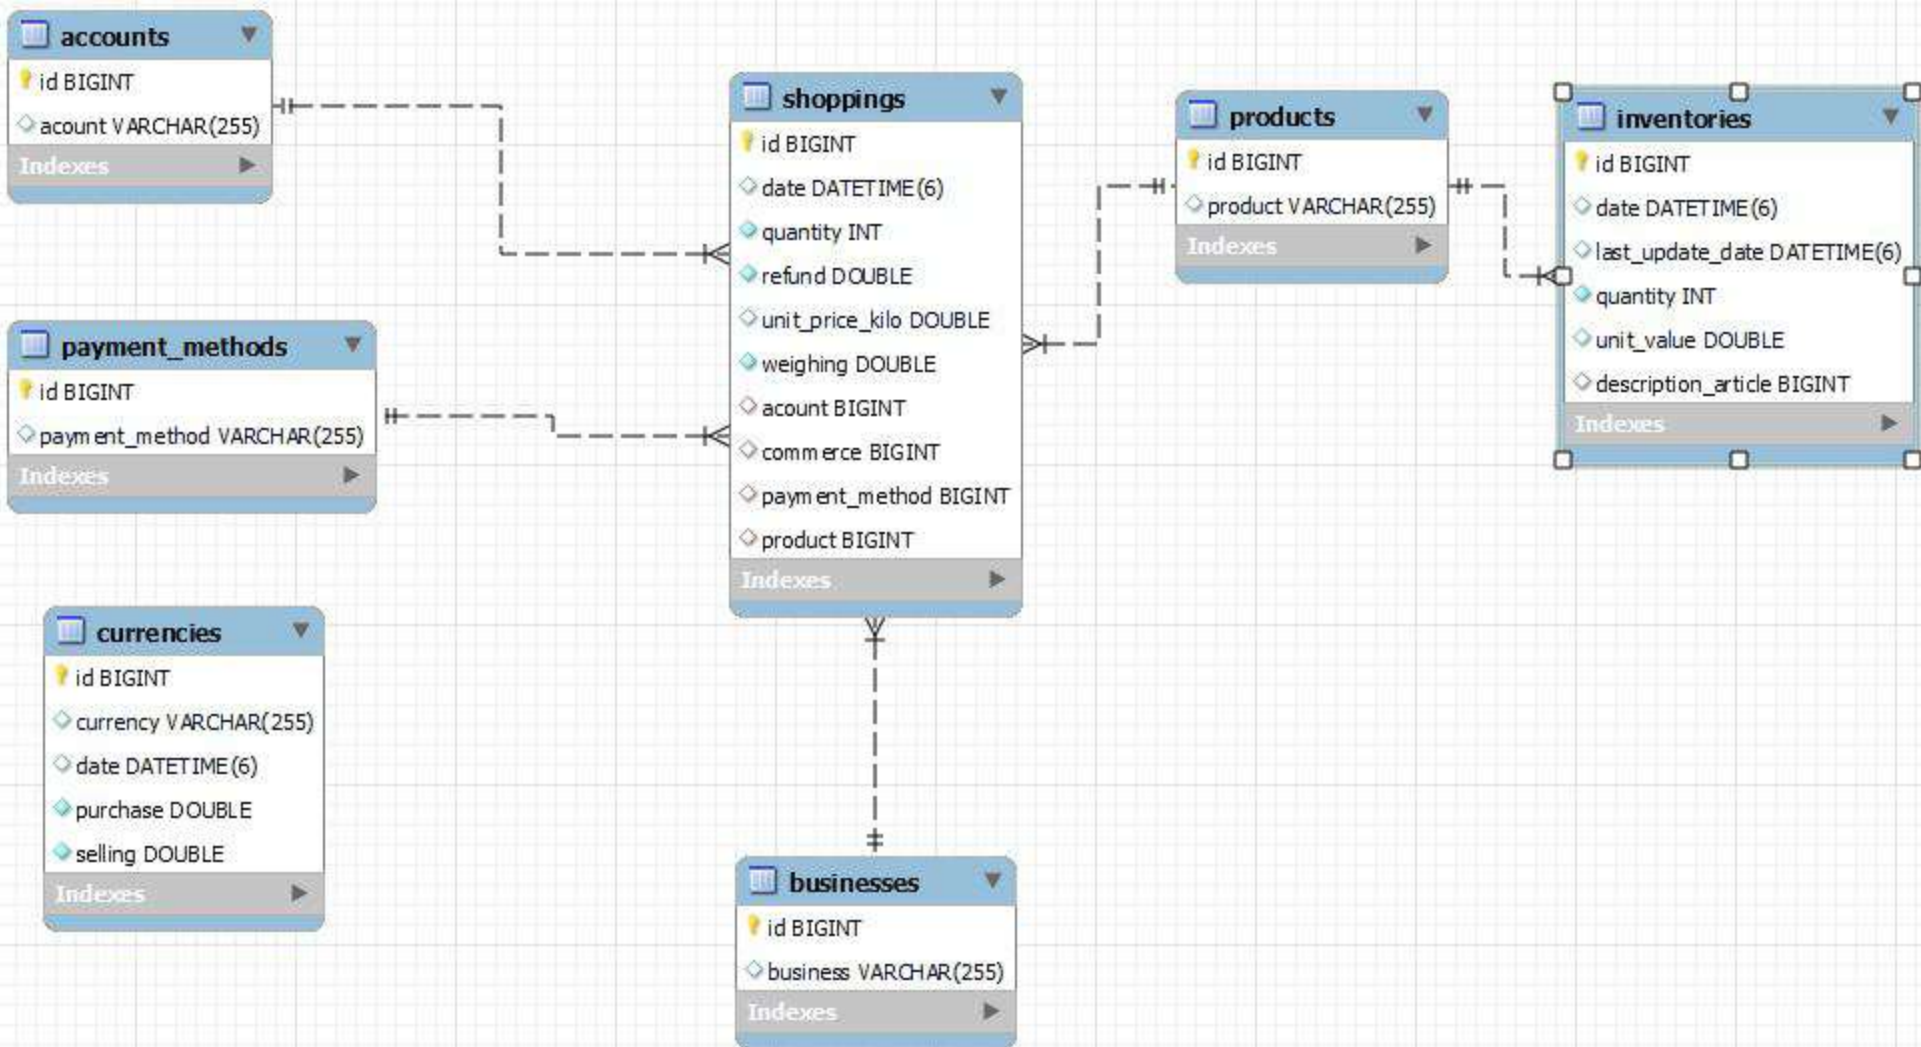 accounts
id BIGINT
acount VARCHAR(255)
Indexes
payment_methods
id BIGINT
payment_method VARCHAR(255)
Indexes
currencies
id BIGINT
currency VARCHAR(255)
date DATETIME(6)
purchase DOUBLE
selling DOUBLE
Indexes
shoppings
id BIGINT
date DATETIME(6)
quantity INT
refund DOUBLE
unit_price_kilo DOUBLE
weighing DOUBLE
acount BIGINT
commerce BIGINT
payment_method BIGINT
product BIGINT
Indexes
businesses
id BIGINT
business VARCHAR(255)
Indexes
products
id BIGINT
product VARCHAR(255)
Indexes
inventories
id BIGINT
date DATETIME(6)
last_update_date DATETIME(6)
quantity INT
unit_value DOUBLE
description_article BIGINT
Indexes